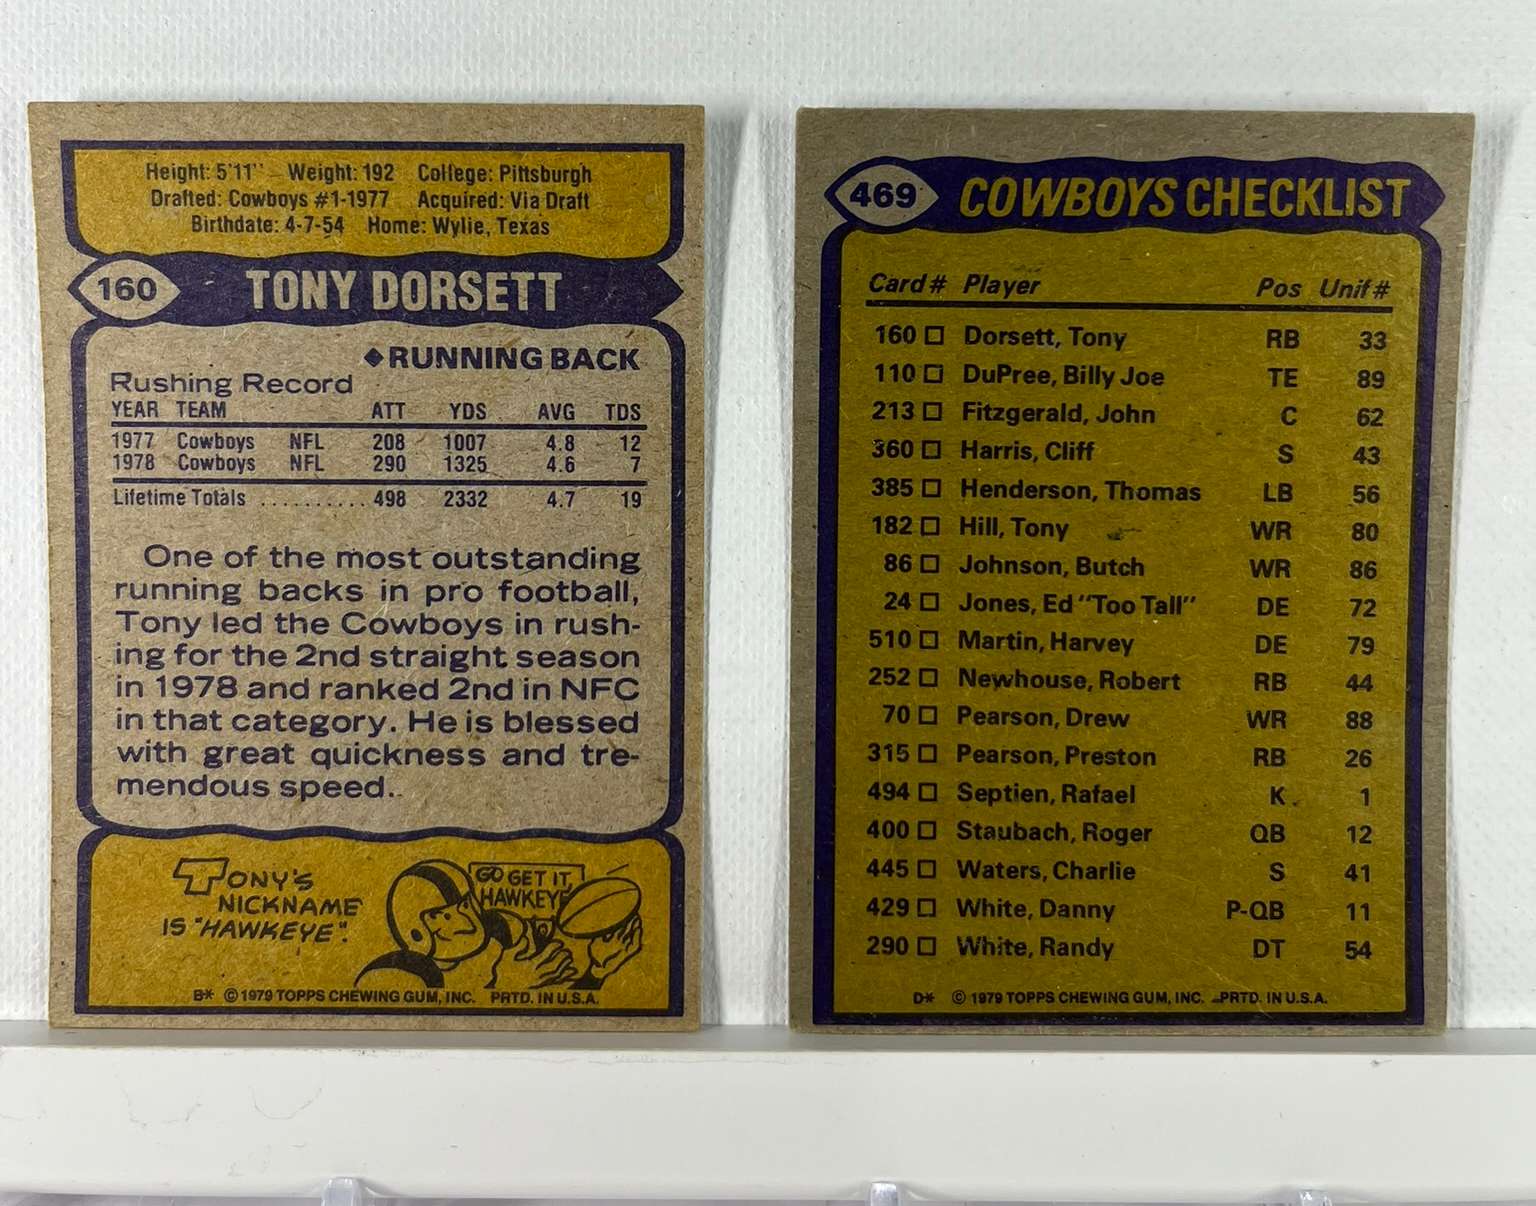 Height: 5'11" Weight: 192 College: Pittsburgh
Drafted: Cowboys #1-1977 Acquired: Via Draft
Birthdate: 4-7-54 Home: Wylie, Texas
160 TONY DORSETT
◆RUNNING BACK
Rushing Record
YEAR TEAM ATT YDS AVG TDS
1977 Cowboys NFL 208 1007 4.8 12
1978 Cowboys NFL 290 1325 4.6 7
Lifetime Totals .......... 498 2332 4.7 19
One of the most outstanding
running backs in pro football,
Tony led the Cowboys in rush-
ing for the 2nd straight season
in 1978 and ranked 2nd in NFC
in that category. He is blessed
with great quickness and tre-
mendous speed.
TONY'S
NICKNAME
IS "HAWKEYE".
GO GET IT,
HAWKEYE
B* © 1979 TOPPS CHEWING GUM, INC. PRTD. IN U.S.A.
469 COWBOYS CHECKLIST
Card # Player Pos Unif #
160 □ Dorsett, Tony RB 33
110 □ DuPree, Billy Joe TE 89
213 □ Fitzgerald, John C 62
360 □ Harris, Cliff S 43
385 □ Henderson, Thomas LB 56
182 □ Hill, Tony WR 80
86 □ Johnson, Butch WR 86
24 □ Jones, Ed "Too Tall" DE 72
510 □ Martin, Harvey DE 79
252 □ Newhouse, Robert RB 44
70 □ Pearson, Drew WR 88
315 □ Pearson, Preston RB 26
494 □ Septien, Rafael K 1
400 □ Staubach, Roger QB 12
445 □ Waters, Charlie S 41
429 □ White, Danny P-QB 11
290 □ White, Randy DT 54
D* © 1979 TOPPS CHEWING GUM, INC. PRTD. IN U.S.A.